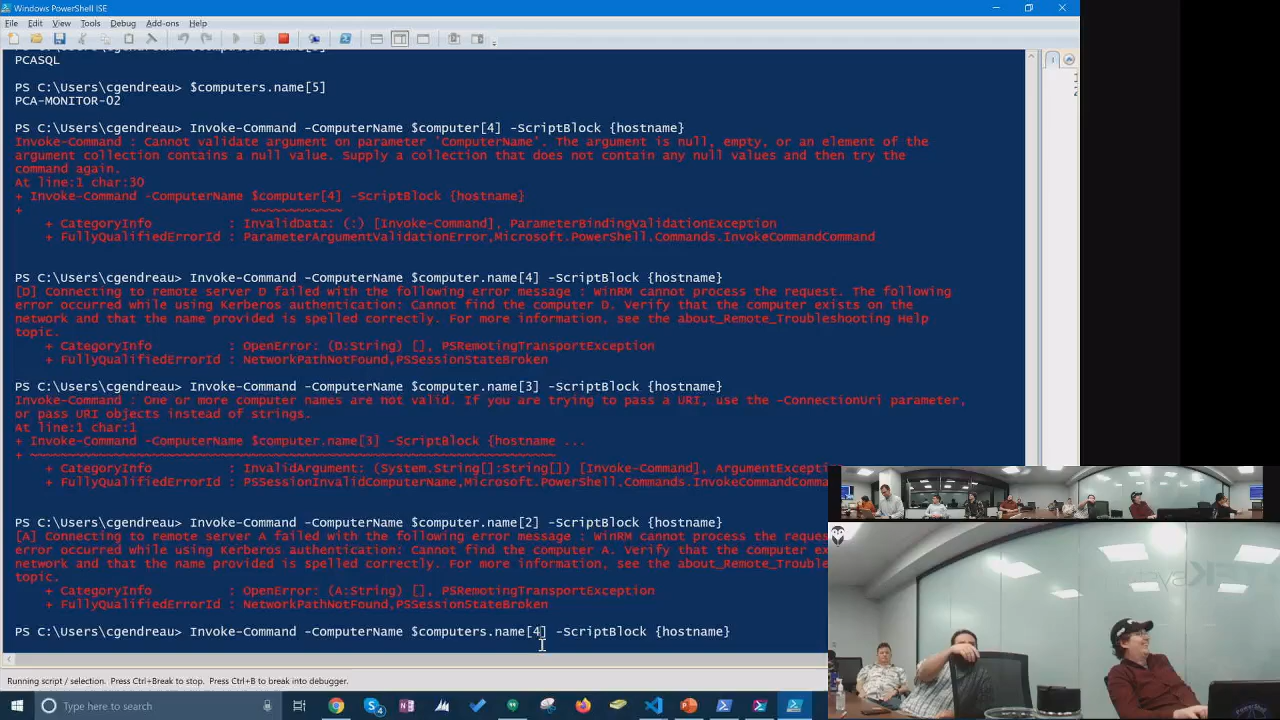 Windows PowerShell ISE
File Edit View Tools Debug Add-ons Help
PCASQL
PS C:\Users\cgendreau> $computers.name[5]
PCA-MONITOR-02
PS C:\Users\cgendreau> Invoke-Command -ComputerName $computer[4] -ScriptBlock {hostname}
Invoke-Command : Cannot validate argument on parameter 'ComputerName'. The argument is null, empty, or an element of the
argument collection contains a null value. Supply a collection that does not contain any null values and then try the
command again.
At line:1 char:30
+ Invoke-Command -ComputerName $computer[4] -ScriptBlock {hostname}
+ ~~~~~~~~~~~~
+ CategoryInfo : InvalidData: (:) [Invoke-Command], ParameterBindingValidationException
+ FullyQualifiedErrorId : ParameterArgumentValidationError,Microsoft.PowerShell.Commands.InvokeCommandCommand
PS C:\Users\cgendreau> Invoke-Command -ComputerName $computer.name[4] -ScriptBlock {hostname}
[D] Connecting to remote server D failed with the following error message : WinRM cannot process the request. The following
error occurred while using Kerberos authentication: Cannot find the computer D. Verify that the computer exists on the
network and that the name provided is spelled correctly. For more information, see the about_Remote_Troubleshooting Help
topic.
+ CategoryInfo : OpenError: (D:String) [], PSRemotingTransportException
+ FullyQualifiedErrorId : NetworkPathNotFound,PSSessionStateBroken
PS C:\Users\cgendreau> Invoke-Command -ComputerName $computer.name[3] -ScriptBlock {hostname}
Invoke-Command : One or more computer names are not valid. If you are trying to pass a URI, use the -ConnectionUri parameter,
or pass URI objects instead of strings.
At line:1 char:1
+ Invoke-Command -ComputerName $computer.name[3] -ScriptBlock {hostname ...
+ ~~~~~~~~~~~~~~~~~~~~~~~~~~~~~~~~~~~~~~~~~~~~~~~~~~~~~~~~~~~~~~~~~~~~~
+ CategoryInfo : InvalidArgument: (System.String[]:String[]) [Invoke-Command], ArgumentExcepti
+ FullyQualifiedErrorId : PSSessionInvalidComputerName,Microsoft.PowerShell.Commands.InvokeCommandComma
PS C:\Users\cgendreau> Invoke-Command -ComputerName $computer.name[2] -ScriptBlock {hostname}
[A] Connecting to remote server A failed with the following error message : WinRM cannot process the reques
error occurred while using Kerberos authentication: Cannot find the computer A. Verify that the computer ex
network and that the name provided is spelled correctly. For more information, see the about_Remote_Trouble
topic.
+ CategoryInfo : OpenError: (A:String) [], PSRemotingTransportException
+ FullyQualifiedErrorId : NetworkPathNotFound,PSSessionStateBroken
PS C:\Users\cgendreau> Invoke-Command -ComputerName $computers.name[4] -ScriptBlock {hostname}
Running script / selection. Press Ctrl+Break to stop. Press Ctrl+B to break into debugger.
Type here to search